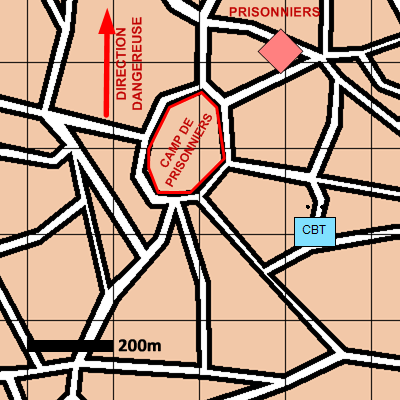 PRISONNIERS
DIRECTION
DANGEREUSE
CAMP DE
PRISONNIERS
CBT
200m